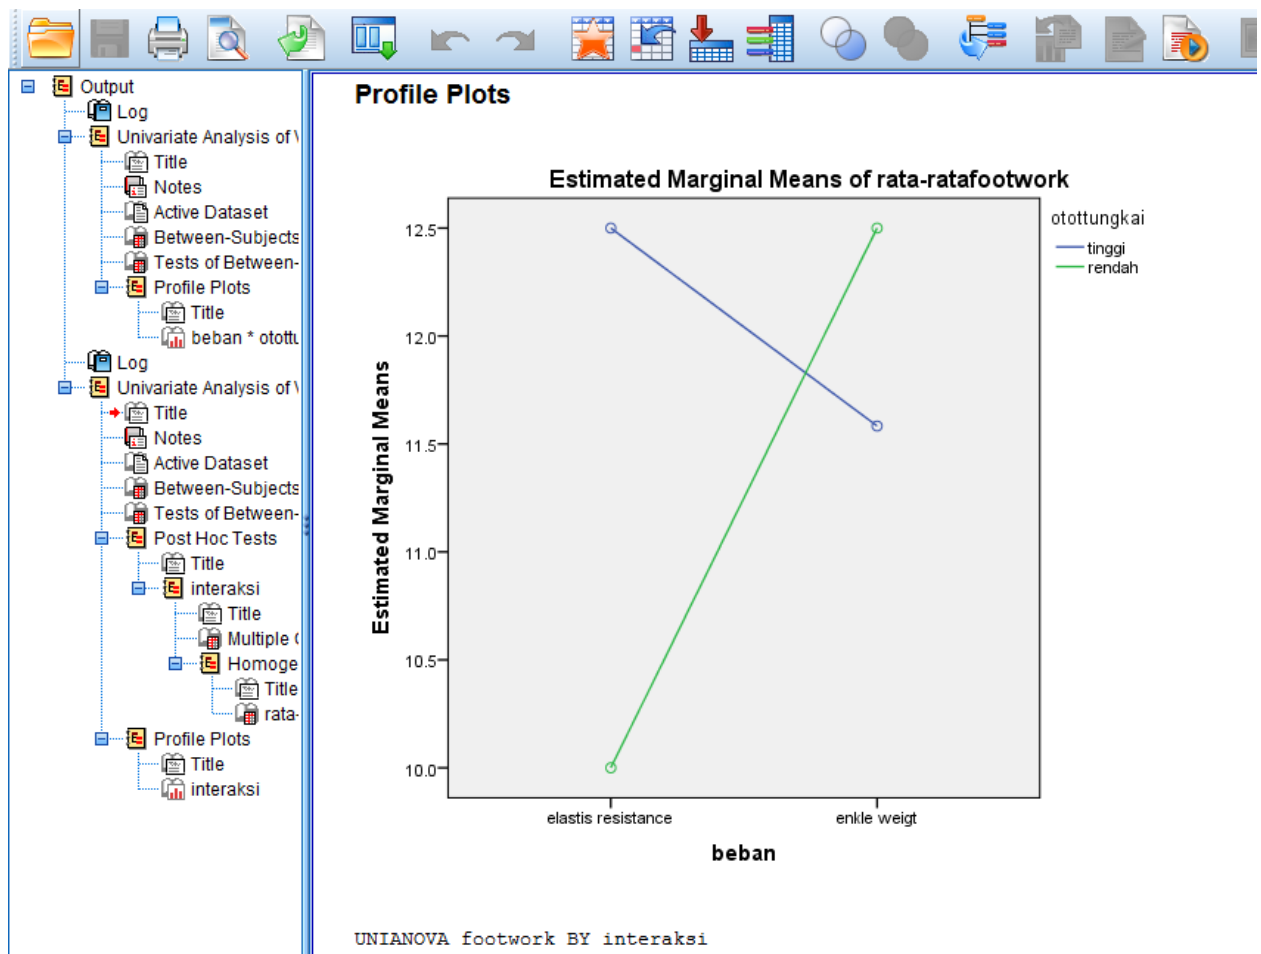 Output
Log
Univariate Analysis of
Title
Notes
Active Dataset
Between-Subjects
Tests of Between-
Profile Plots
Title
beban * otottu
Log
Univariate Analysis of
Title
Notes
Active Dataset
Between-Subjects
Tests of Between-
Post Hoc Tests
Title
interaksi
Title
Multiple
Homoge
Title
rata-
Profile Plots
Title
interaksi
Profile Plots
Estimated Marginal Means of rata-ratafootwork
Estimated Marginal Means
12.5
12.0
11.5
11.0
10.5
10.0
elastis resistance
enkle weigt
beban
otottungkai
tinggi
rendah
UNIANOVA footwork BY interaksi